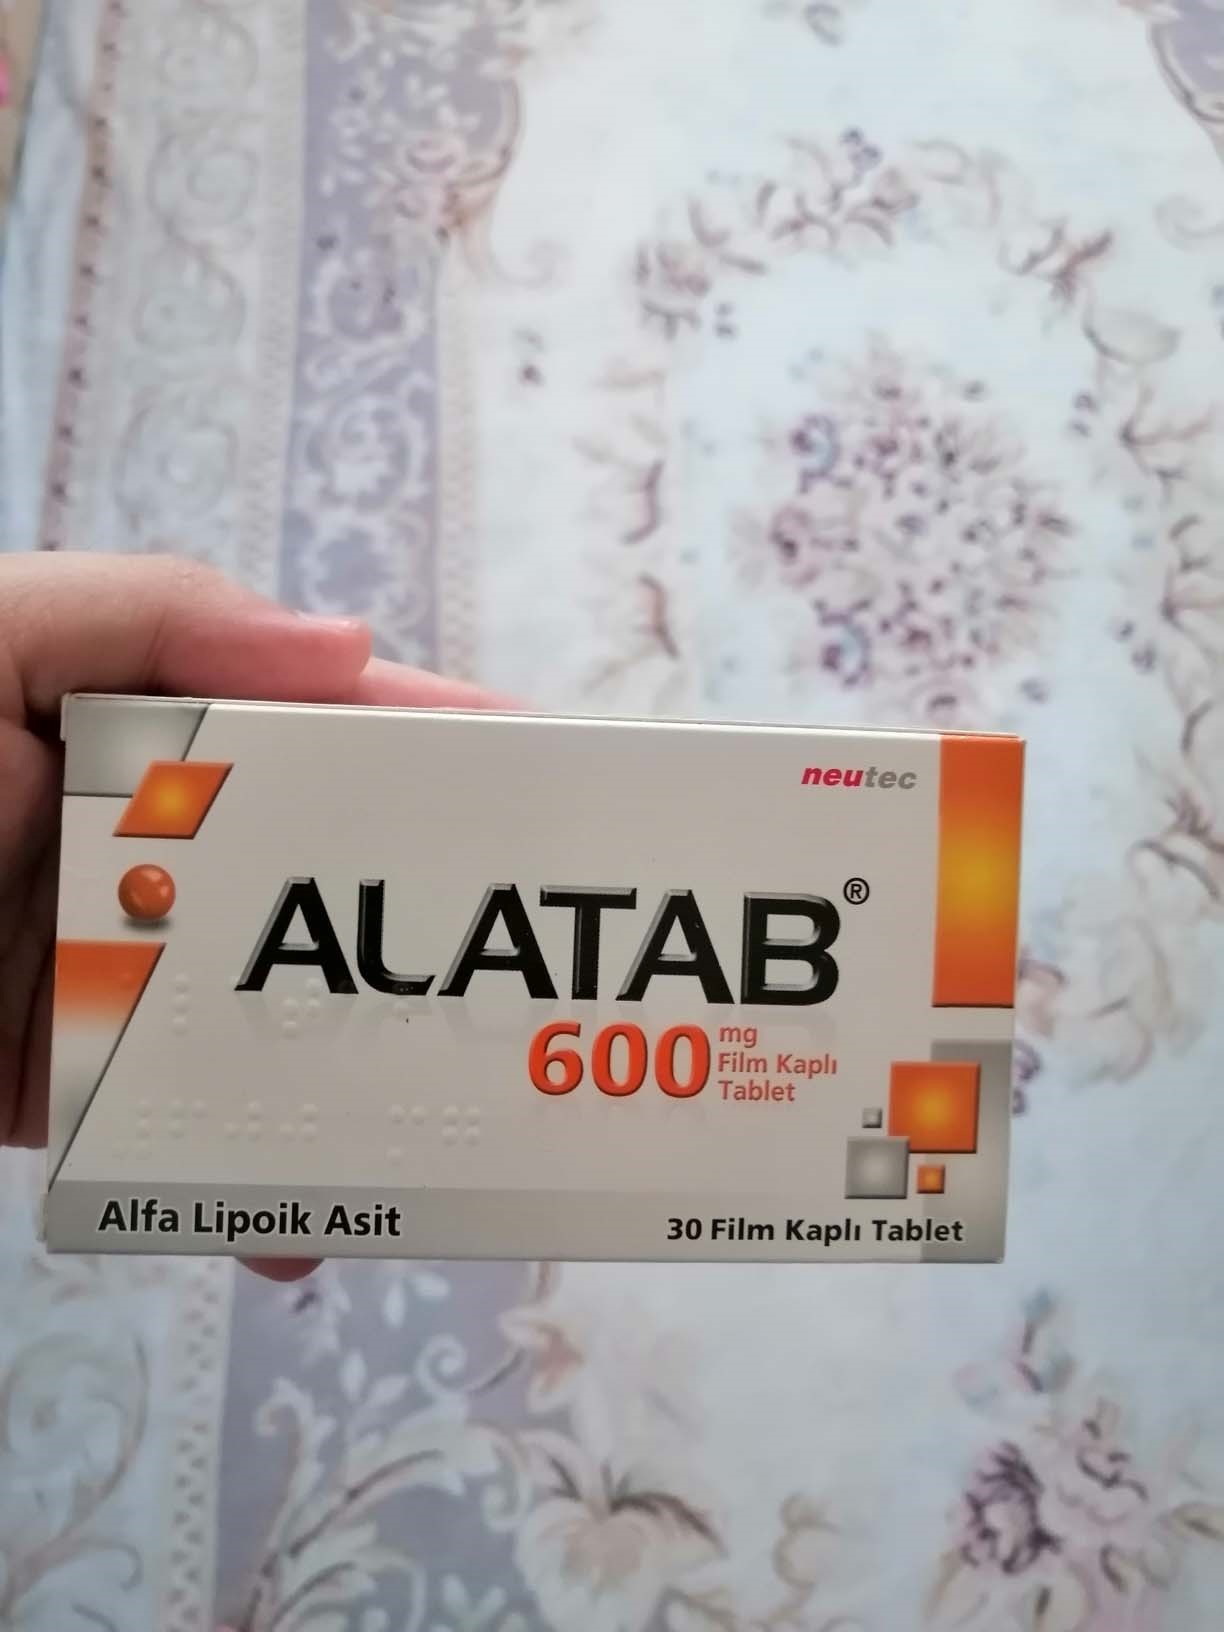 neutec
ALATAB®
600 mg
Film Kaplı
Tablet
Alfa Lipoik Asit
30 Film Kaplı Tablet